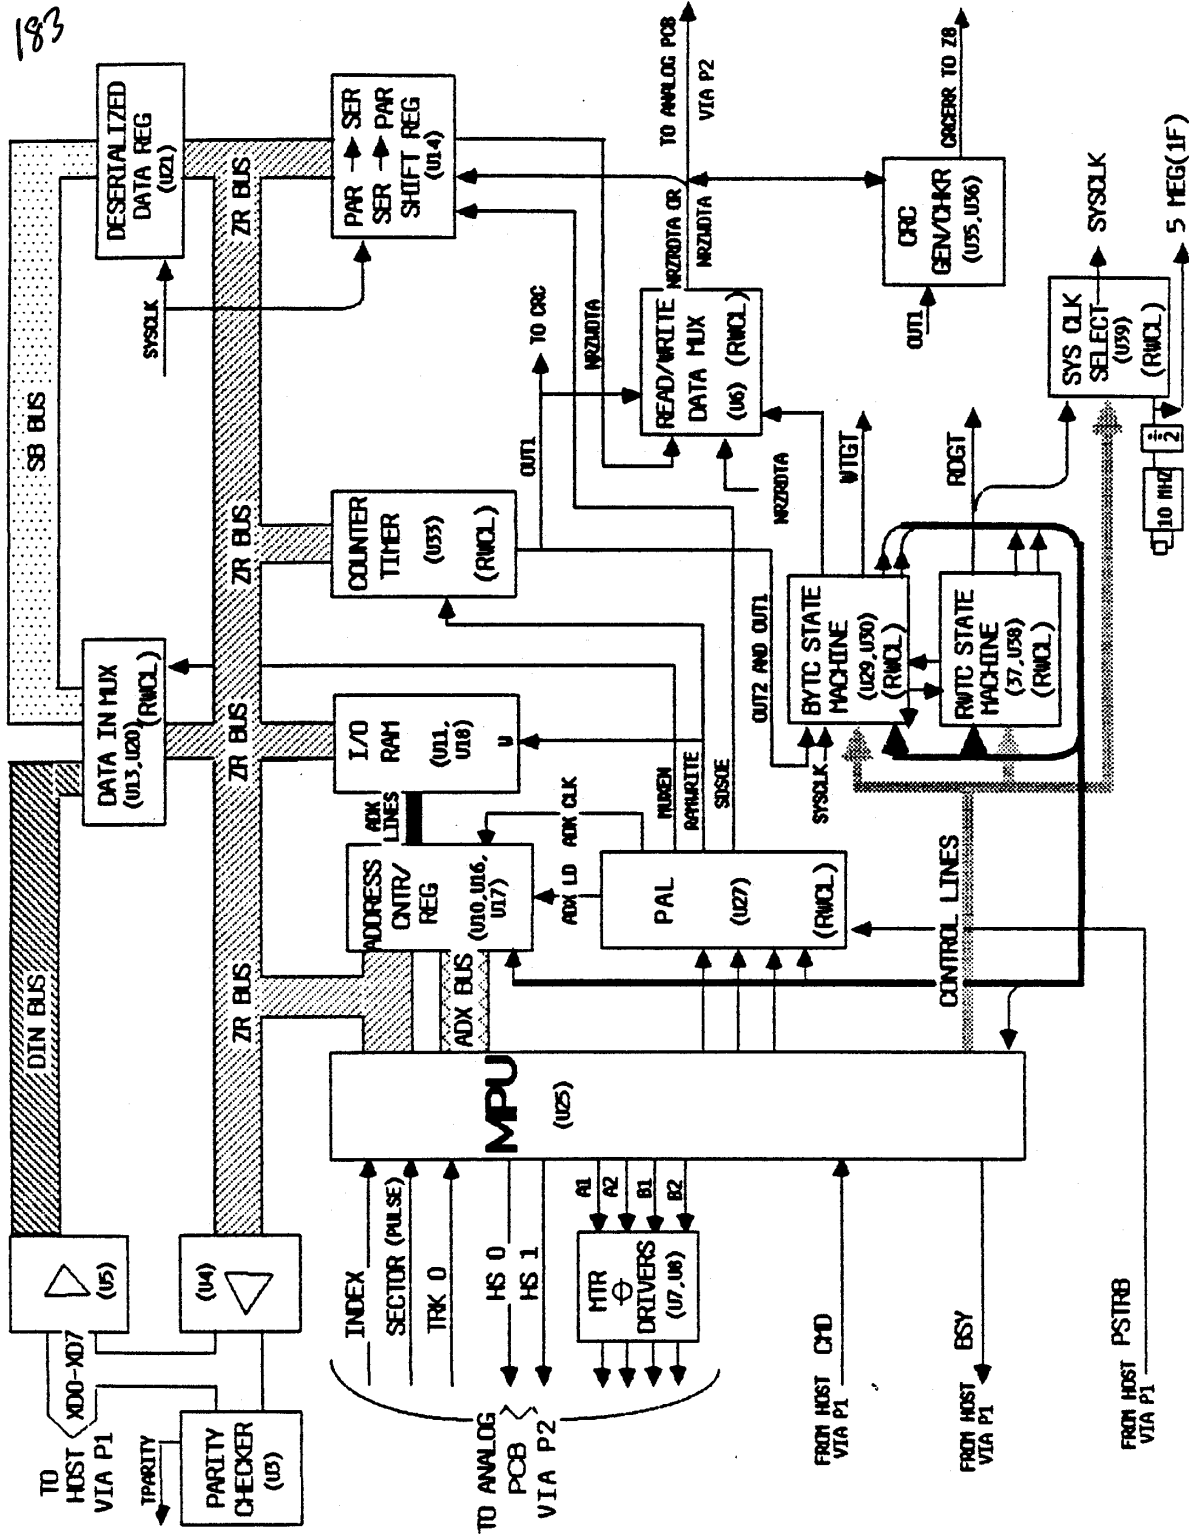 183
TO
HOST
VIA P1
XD0-XD7
(U5)
DIN BUS
DATA IN MUX
(U13,U20)
(RWCL)
SB BUS
DESERIALIZED
DATA REG
(U21)
TPARITY
PARITY
CHECKER
(U3)
(U4)
ZR BUS
ZR BUS
ZR BUS
ZR BUS
SYSCLK
INDEX
SECTOR (PULSE)
TRK 0
HS 0
HS 1
TO ANALOG
PCB
VIA P2
MTR
Φ
DRIVERS
(U7,U8)
A1
A2
B1
B2
MPU
(U25)
ADX BUS
ADDRESS
CNTR/
REG
(U10,U16,
U17)
ADX
LINES
I/O
RAM
(U11,
U18)
W
COUNTER
TIMER
(U33)
(RWCL)
PAR → SER
SER → PAR
SHIFT REG
(U14)
ADX LD
ADX CLK
PAL
(U27)
(RWCL)
MUXEN
RAMWRITE
SDSOE
OUT1
TO CRC
NRZWDTA
READ/WRITE
DATA MUX
(U6) (RWCL)
NRZRDTA
NRZRDTA OR
NRZWDTA
TO ANALOG PCB
VIA P2
OUT2 AND OUT1
SYSCLK
BYTC STATE
MACHINE
(U29,U30)
(RWCL)
WTGT
OUT1
CRC
GEN/CHKR
(U35,U36)
CRCERR TO Z8
FROM HOST CMD
VIA P1
FROM HOST BSY
VIA P1
FROM HOST PSTRB
VIA P1
CONTROL LINES
RWTC STATE
MACHINE
(37,U38)
(RWCL)
RDGT
SYS CLK
SELECT
(U39)
(RWCL)
SYSCLK
10 MHZ
÷
2
5 MEG(1F)